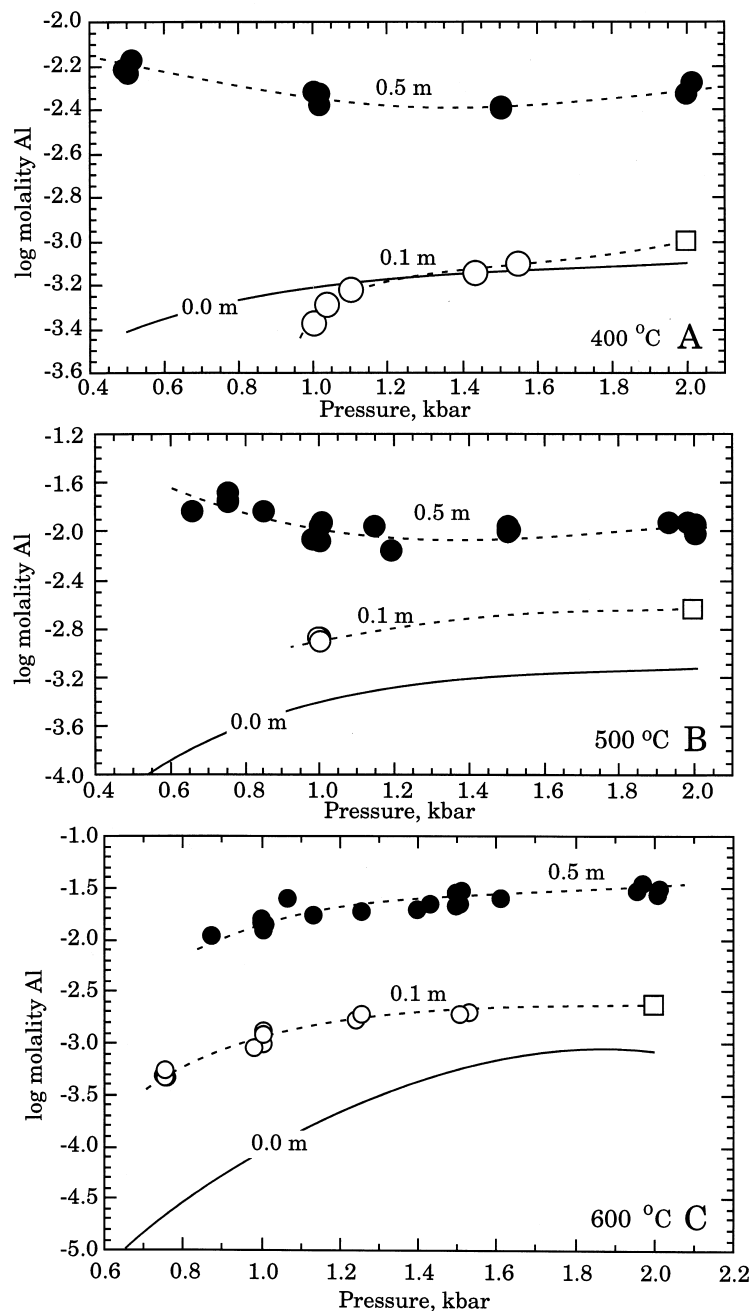 -2.0
-2.2
-2.4
-2.6
-2.8
-3.0
-3.2
-3.4
-3.6
log molality Al
0.5 m
0.1 m
0.0 m
400 °C A
0.4 0.6 0.8 1.0 1.2 1.4 1.6 1.8 2.0
Pressure, kbar
-1.2
-1.6
-2.0
-2.4
-2.8
-3.2
-3.6
-4.0
log molality Al
0.5 m
0.1 m
0.0 m
500 °C B
0.4 0.6 0.8 1.0 1.2 1.4 1.6 1.8 2.0
Pressure, kbar
-1.0
-1.5
-2.0
-2.5
-3.0
-3.5
-4.0
-4.5
-5.0
log molality Al
0.5 m
0.1 m
0.0 m
600 °C C
0.6 0.8 1.0 1.2 1.4 1.6 1.8 2.0 2.2
Pressure, kbar